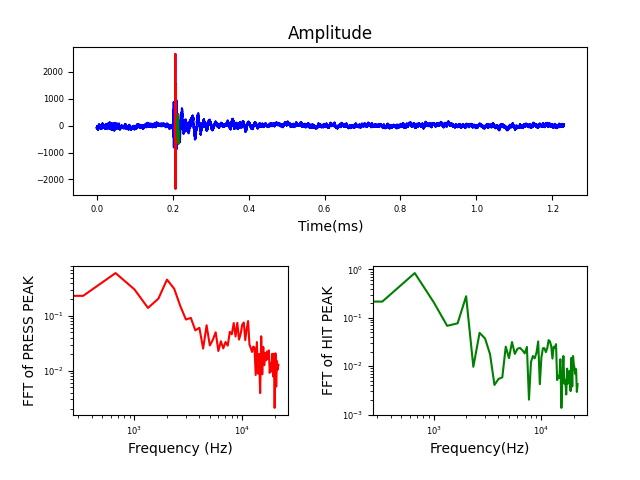 Amplitude
2000
1000
0
−1000
−2000
0.0 0.2 0.4 0.6 0.8 1.0 1.2
Time(ms)
FFT of PRESS PEAK
10⁻¹
10⁻²
10³ 10⁴
Frequency (Hz)
FFT of HIT PEAK
10⁰
10⁻¹
10⁻²
10⁻³
10³ 10⁴
Frequency(Hz)